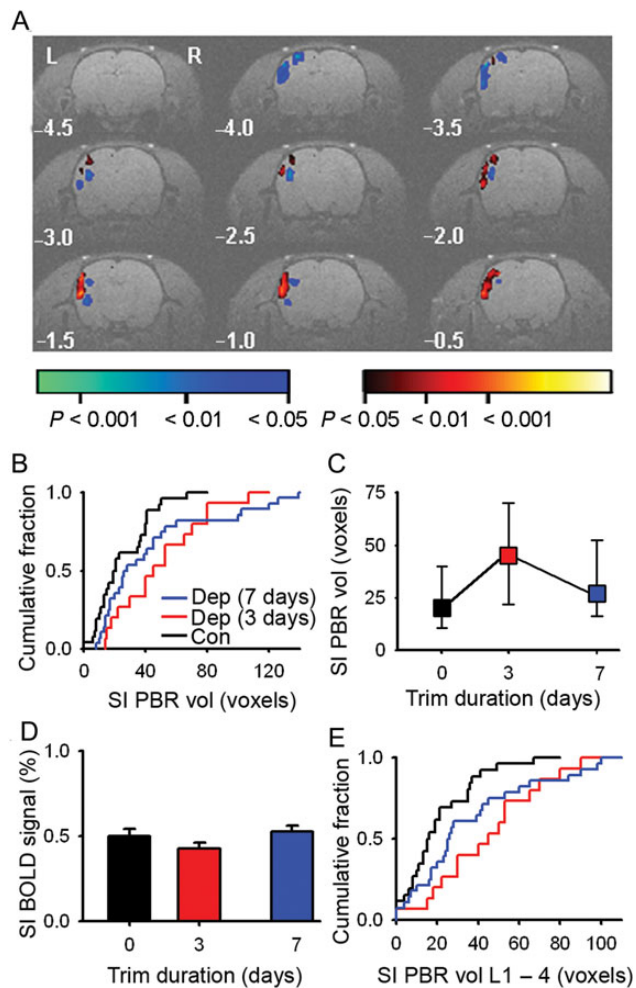 A
L R
−4.5 −4.0 −3.5
−3.0 −2.5 −2.0
−1.5 −1.0 −0.5
P < 0.001 < 0.01 < 0.05 P < 0.05 < 0.01 < 0.001
B
Cumulative fraction
1.0
0.5
0.0
Dep (7 days)
Dep (3 days)
Con
0 40 80 120
SI PBR vol (voxels)
C
SI PBR vol (voxels)
75
50
25
0
0 3 7
Trim duration (days)
D
SI BOLD signal (%)
1.0
0.5
0.0
0 3 7
Trim duration (days)
E
Cumulative fraction
1.0
0.5
0.0
0 20 40 60 80 100
SI PBR vol L1 – 4 (voxels)